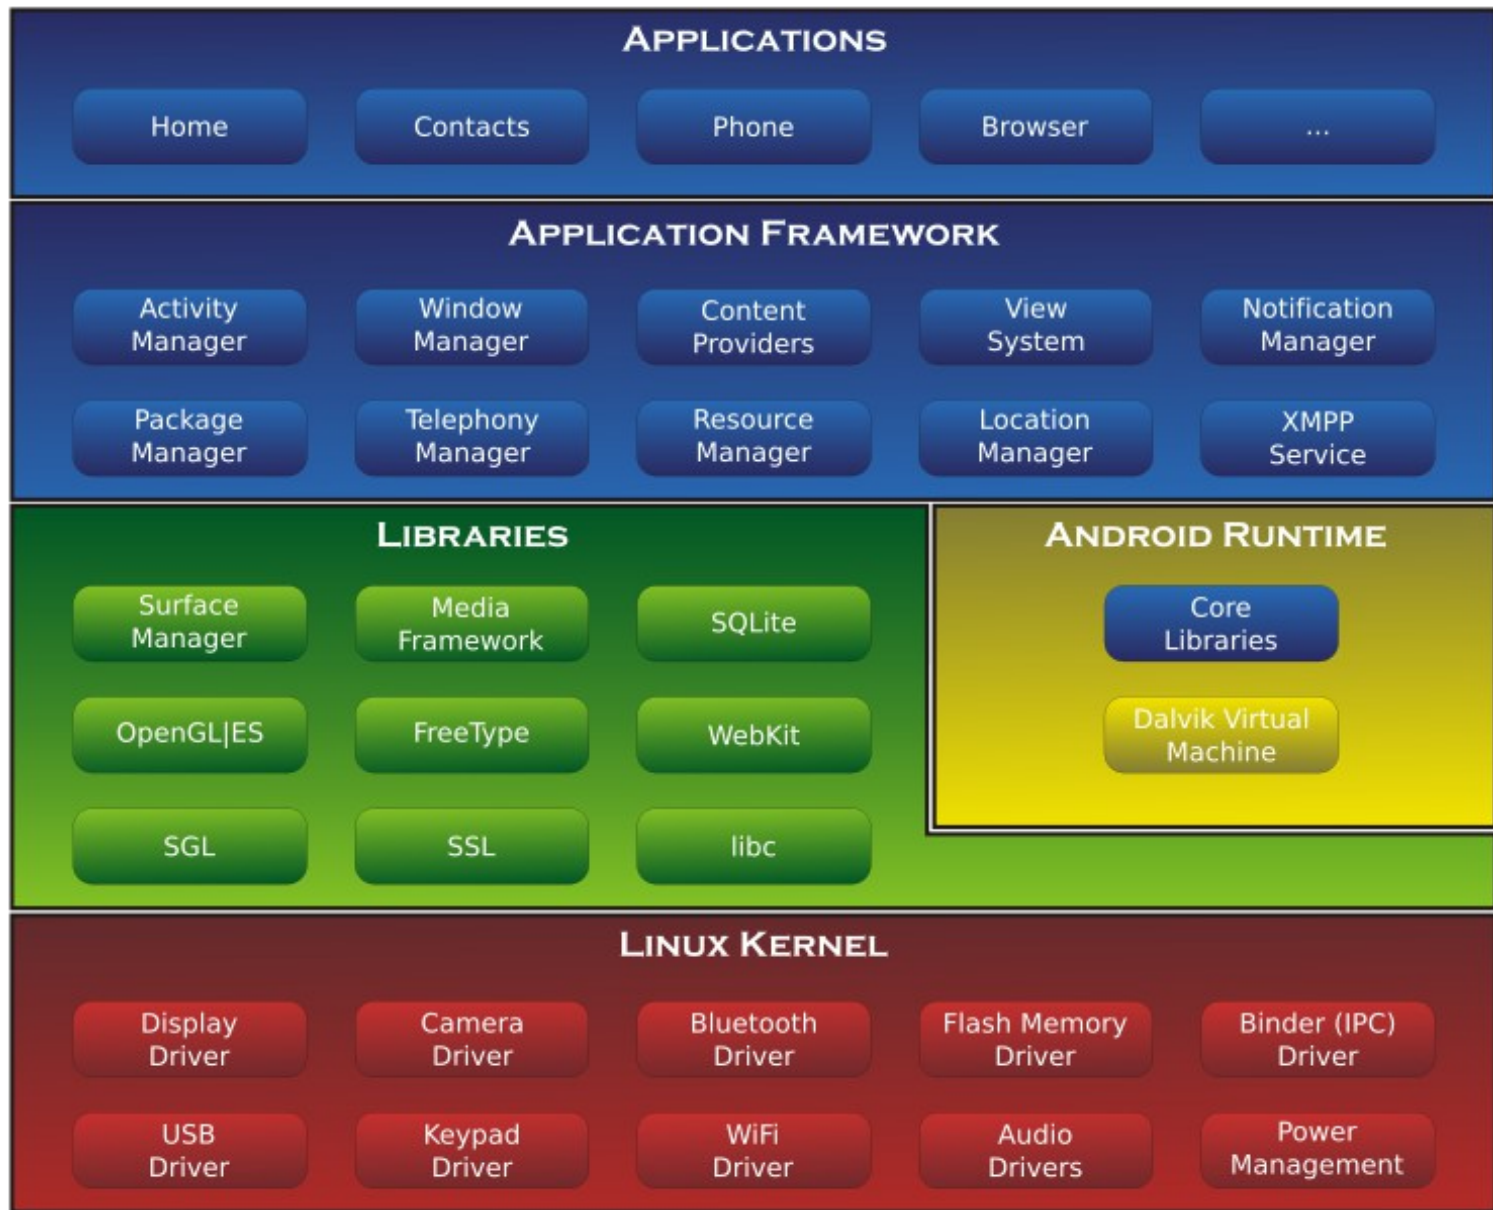 APPLICATIONS
Home
Contacts
Phone
Browser
...
APPLICATION FRAMEWORK
Activity
Manager
Window
Manager
Content
Providers
View
System
Notification
Manager
Package
Manager
Telephony
Manager
Resource
Manager
Location
Manager
XMPP
Service
LIBRARIES
Surface
Manager
Media
Framework
SQLite
OpenGL|ES
FreeType
WebKit
SGL
SSL
libc
ANDROID RUNTIME
Core
Libraries
Dalvik Virtual
Machine
LINUX KERNEL
Display
Driver
Camera
Driver
Bluetooth
Driver
Flash Memory
Driver
Binder (IPC)
Driver
USB
Driver
Keypad
Driver
WiFi
Driver
Audio
Drivers
Power
Management